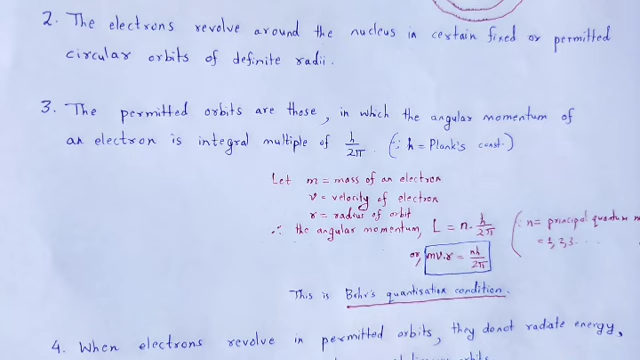 2. The electrons revolve around the nucleus in certain fixed or permitted
circular orbits of definite radii.
3. The permitted orbits are those, in which the angular momentum of
an electron is integral multiple of h/2π. (∵ h = Plank's const.)
Let m = mass of an electron
v = velocity of electron
r = radius of orbit
∴ the angular momentum, L = n. h/2π (∵ n = principal quantum
= 1, 2, 3 . . . .
or, mv.r = nh/2π
This is Bohr's quantisation condition.
4. When electrons revolve in permitted orbits, they donot radiate energy,